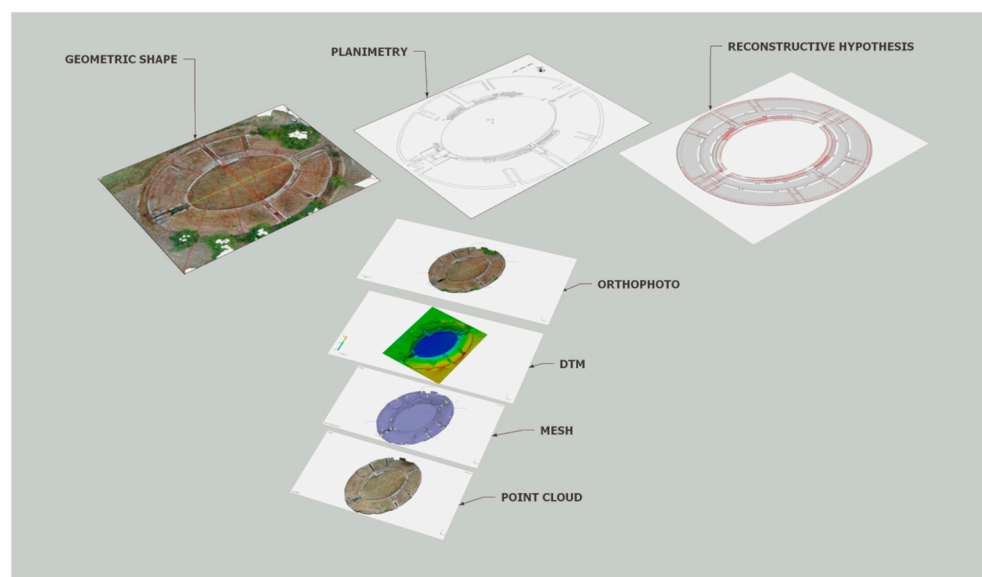 GEOMETRIC SHAPE
PLANIMETRY
RECONSTRUCTIVE HYPOTHESIS
ORTHOPHOTO
DTM
MESH
POINT CLOUD